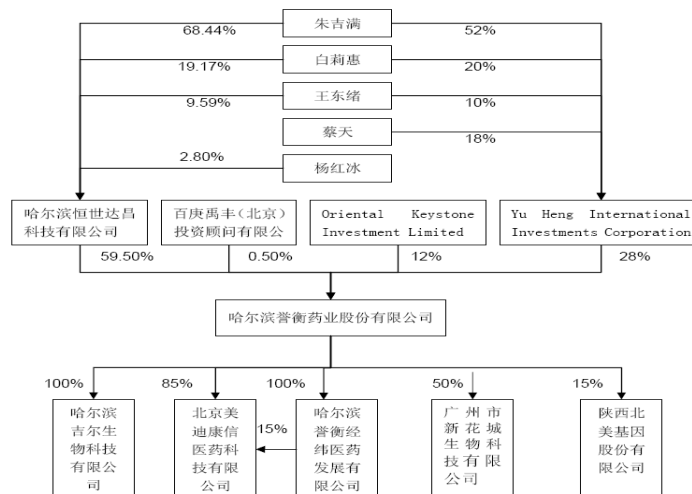 朱吉满
68.44%
52%
白莉惠
19.17%
20%
王东绪
9.59%
10%
蔡天
18%
2.80%
杨红冰
哈尔滨恒世达昌
科技有限公司
百庚禹丰(北京)
投资顾问有限公
Oriental Keystone
Investment Limited
Yu Heng International
Investments Corporation
59.50%
0.50%
12%
28%
哈尔滨誉衡药业股份有限公司
100%
85%
100%
50%
15%
哈尔滨
吉尔生
物科技
有限公
司
北京美
迪康信
医药科
技有限
公司
15%
哈尔滨
誉衡经
纬医药
发展有
限公司
广州市
新花城
生物科
技有限
公司
陕西北
美基因
股份有
限公司